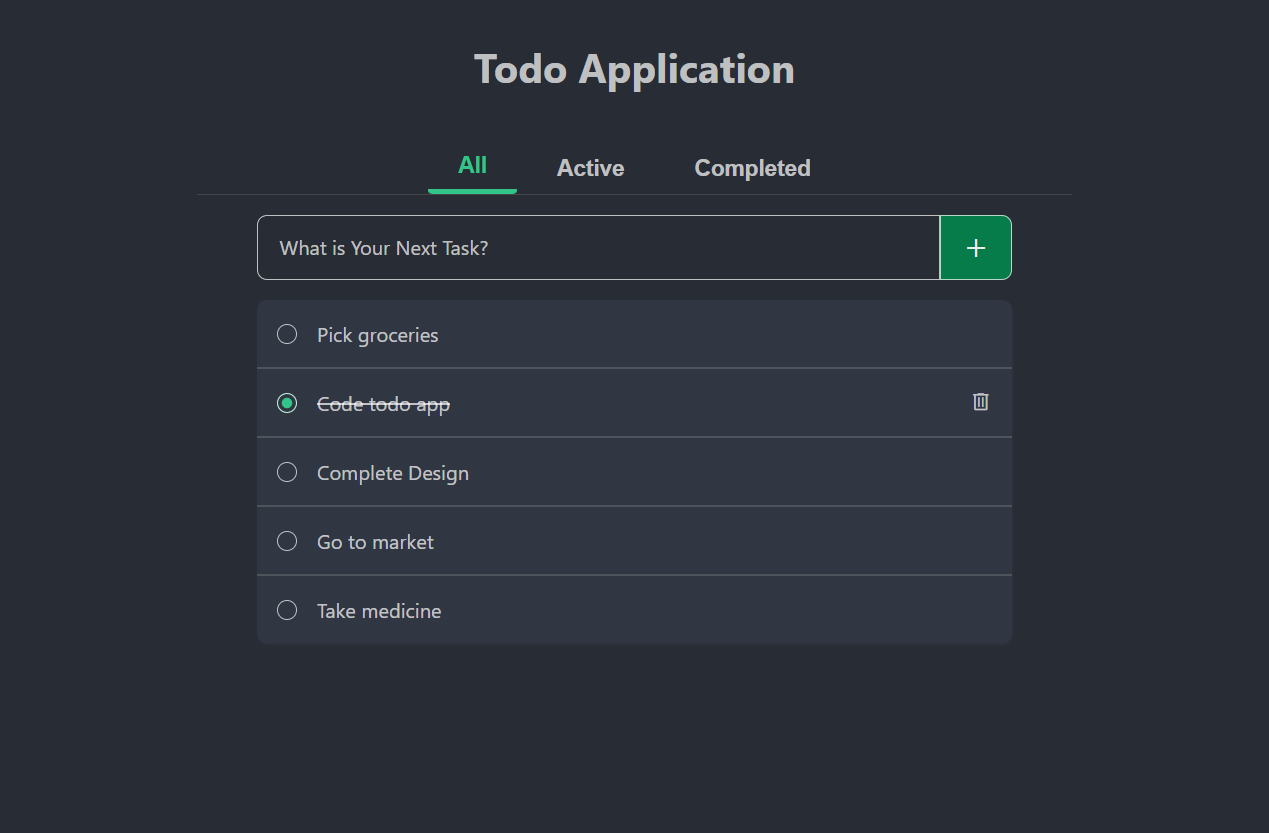 Todo Application
All Active Completed
What is Your Next Task?
Pick groceries
Code todo app
Complete Design
Go to market
Take medicine